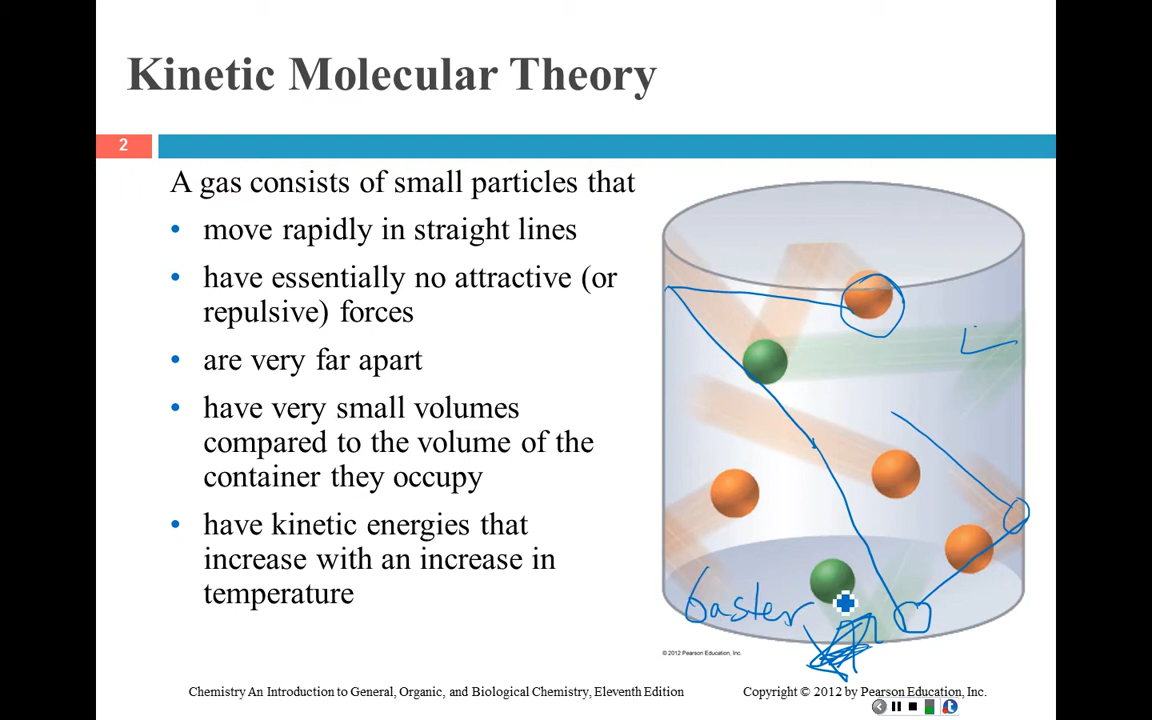 Kinetic Molecular Theory
2
A gas consists of small particles that
• move rapidly in straight lines
• have essentially no attractive (or
repulsive) forces
• are very far apart
• have very small volumes
compared to the volume of the
container they occupy
• have kinetic energies that
increase with an increase in
temperature
faster
© 2012 Pearson Education, Inc.
Chemistry An Introduction to General, Organic, and Biological Chemistry, Eleventh Edition
Copyright © 2012 by Pearson Education, Inc.